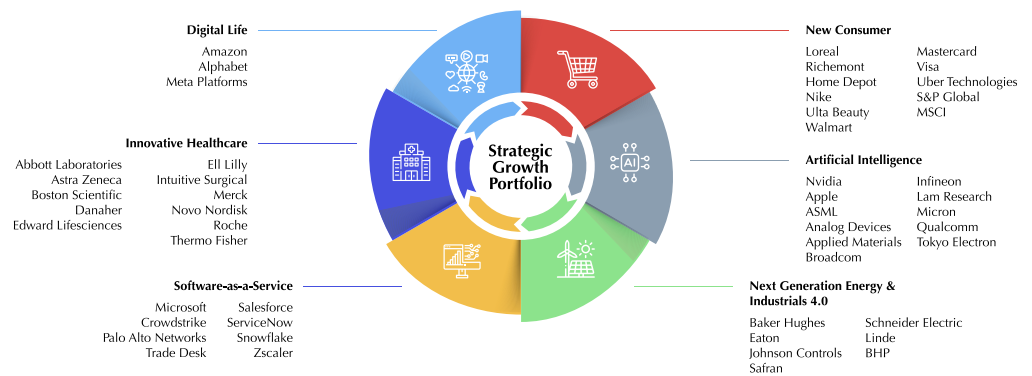 Digital Life
Amazon
Alphabet
Meta Platforms
New Consumer
Loreal
Richemont
Home Depot
Nike
Ulta Beauty
Walmart
Mastercard
Visa
Uber Technologies
S&P Global
MSCI
Innovative Healthcare
Abbott Laboratories
Astra Zeneca
Boston Scientific
Danaher
Edward Lifesciences
Ell Lilly
Intuitive Surgical
Merck
Novo Nordisk
Roche
Thermo Fisher
Strategic
Growth
Portfolio
AI
Artificial Intelligence
Nvidia
Apple
ASML
Analog Devices
Applied Materials
Broadcom
Infineon
Lam Research
Micron
Qualcomm
Tokyo Electron
Software-as-a-Service
Microsoft
Crowdstrike
Palo Alto Networks
Trade Desk
Salesforce
ServiceNow
Snowflake
Zscaler
Next Generation Energy &
Industrials 4.0
Baker Hughes
Eaton
Johnson Controls
Safran
Schneider Electric
Linde
BHP